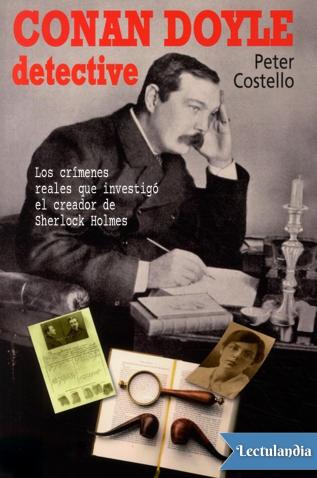 CONAN DOYLE
detective
Peter
Costello
Los crímenes
reales que investigó
el creador de
Sherlock Holmes
Lectulandia